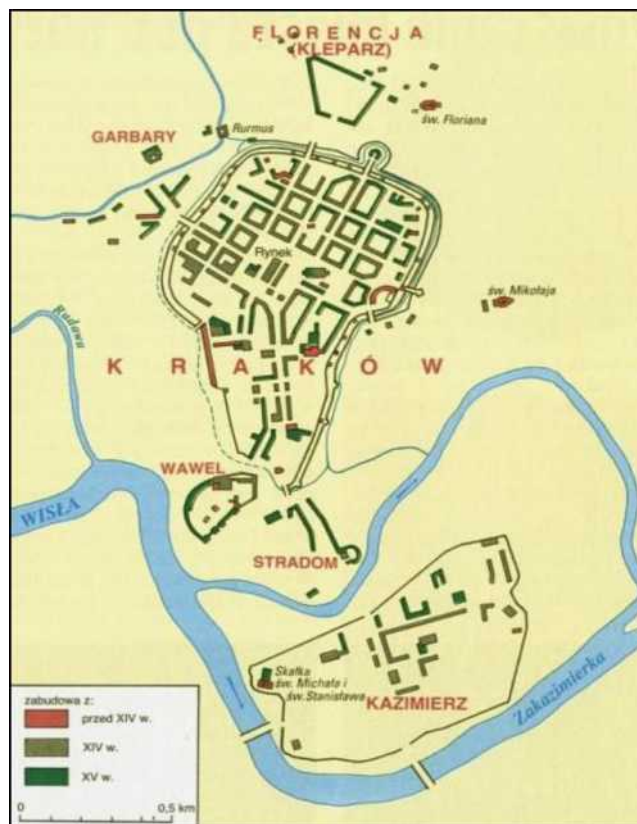 FLORENCJA
(KLEPARZ)
św. Floriana
Rurmus
GARBARY
Rynek
św. Mikołaja
Rudawa
KRAKÓW
WAWEL
WISŁA
STRADOM
Skałka
św. Michała i
św. Stanisława
KAZIMIERZ
Zakazimierka
zabudowa z:
przed XIV w.
XIV w.
XV w.
0 0,5 km